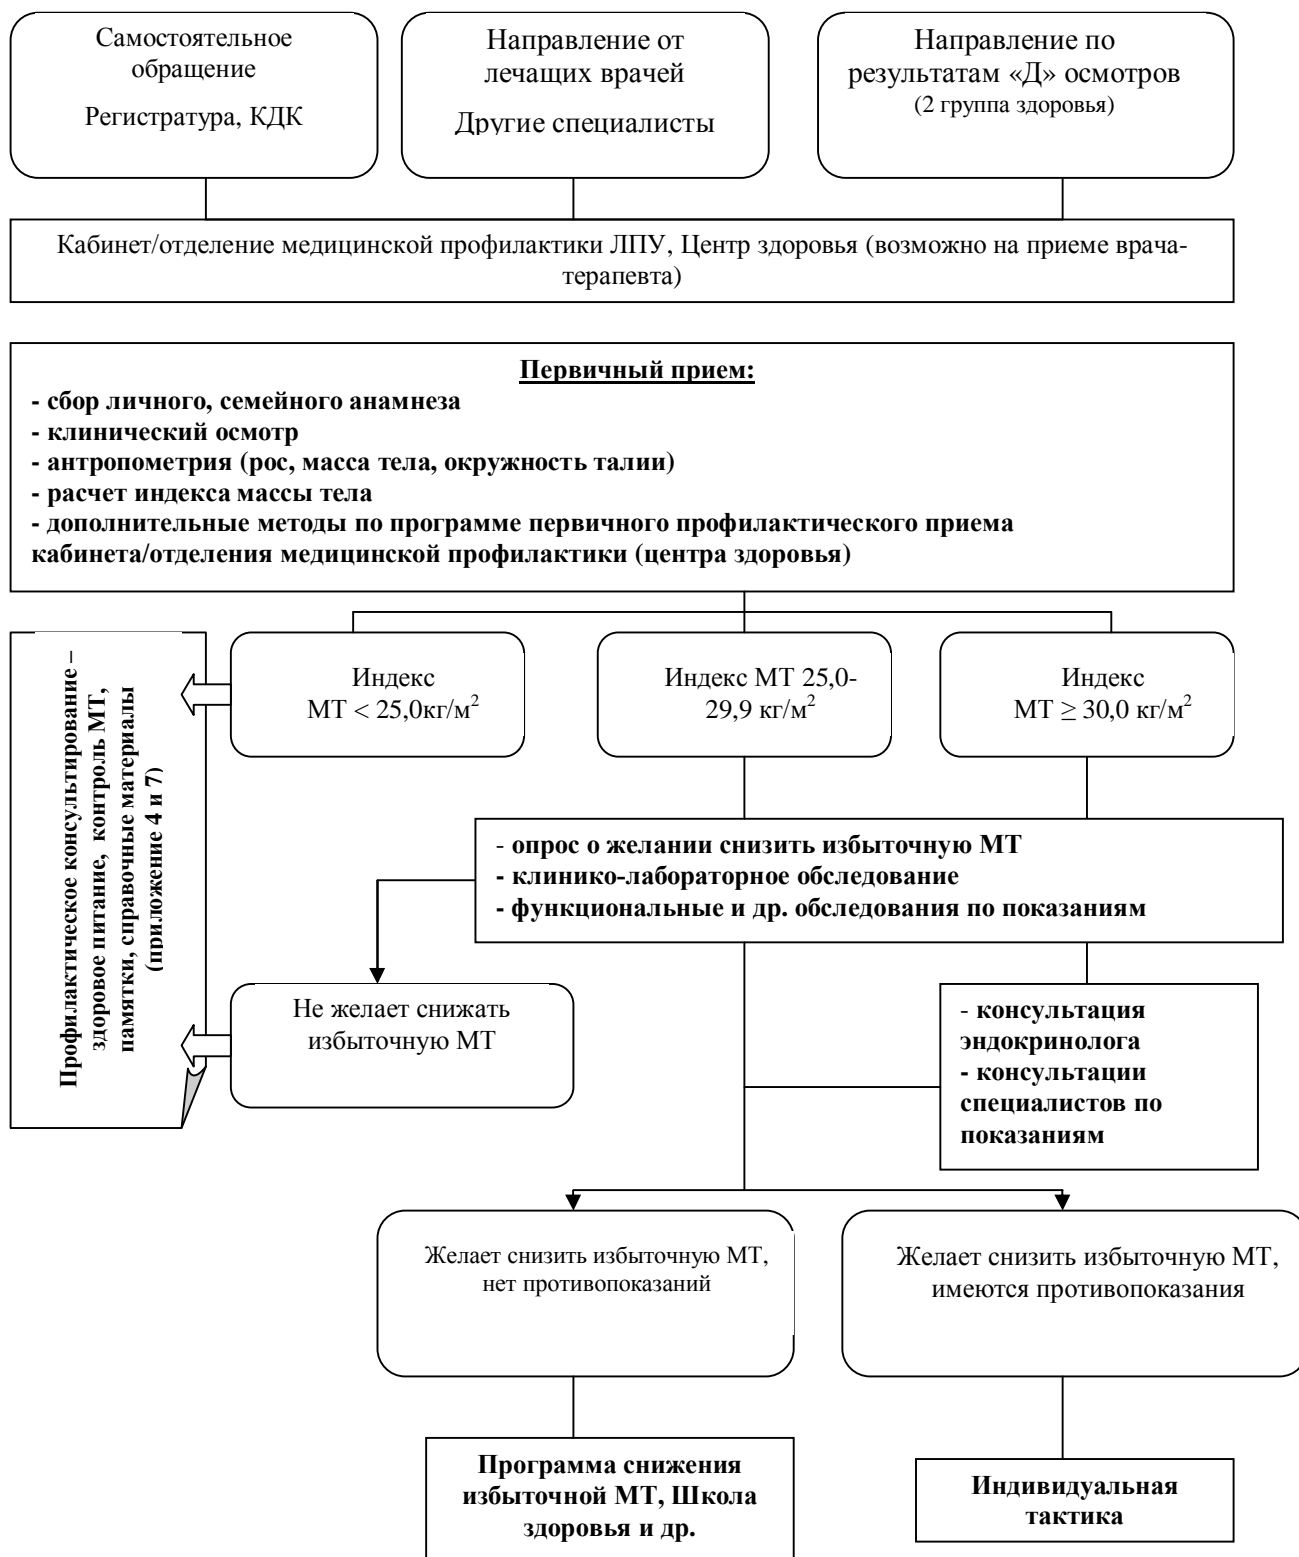 Самостоятельное
обращение
Регистратура, КДК
Направление от
лечащих врачей
Другие специалисты
Направление по
результатам «Д» осмотров
(2 группа здоровья)
Кабинет/отделение медицинской профилактики ЛПУ, Центр здоровья (возможно на приеме врача-
терапевта)
Первичный прием:
- сбор личного, семейного анамнеза
- клинический осмотр
- антропометрия (рос, масса тела, окружность талии)
- расчет индекса массы тела
- дополнительные методы по программе первичного профилактического приема
кабинета/отделения медицинской профилактики (центра здоровья)
Индекс
МТ < 25,0кг/м²
Индекс МТ 25,0-
29,9 кг/м²
Индекс
МТ ≥ 30,0 кг/м²
Профилактическое консультирование –
здоровое питание, контроль МТ,
памятки, справочные материалы
(приложение 4 и 7)
- опрос о желании снизить избыточную МТ
- клинико-лабораторное обследование
- функциональные и др. обследования по показаниям
Не желает снижать
избыточную МТ
- консультация
эндокринолога
- консультации
специалистов по
показаниям
Желает снизить избыточную МТ,
нет противопоказаний
Желает снизить избыточную МТ,
имеются противопоказания
Программа снижения
избыточной МТ, Школа
здоровья и др.
Индивидуальная
тактика